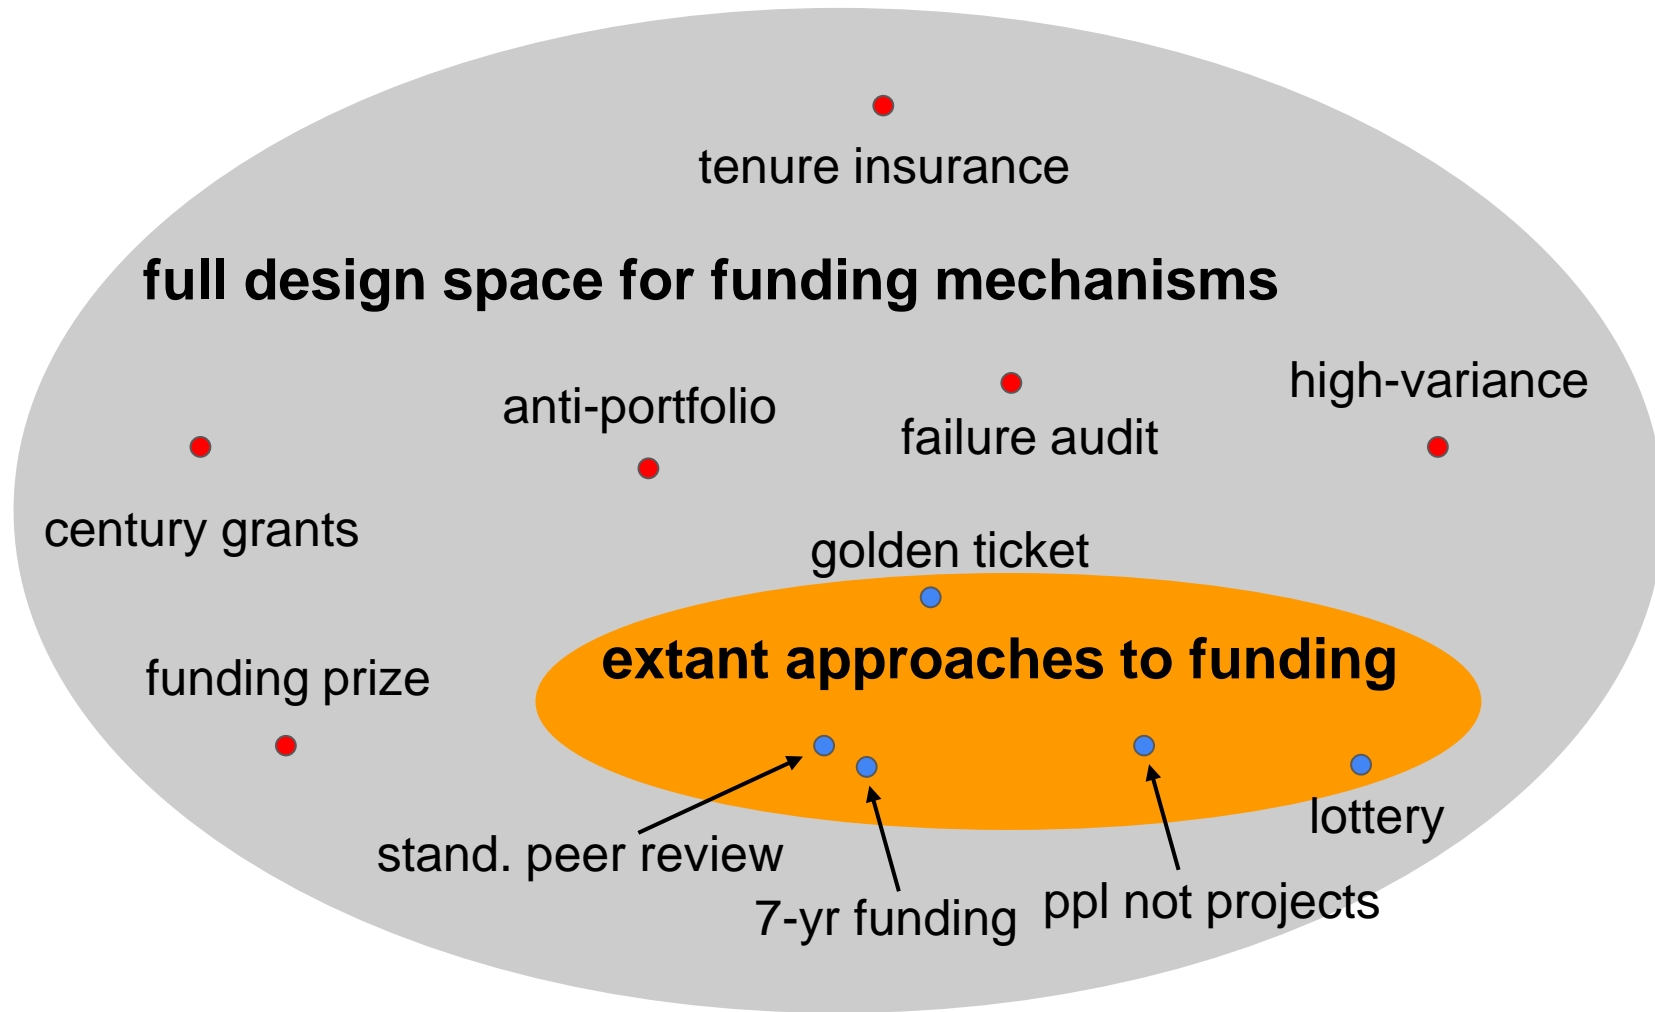 tenure insurance
full design space for funding mechanisms
high-variance
anti-portfolio
failure audit
century grants
golden ticket
extant approaches to funding
funding prize
lottery
stand. peer review
ppl not projects
7-yr funding